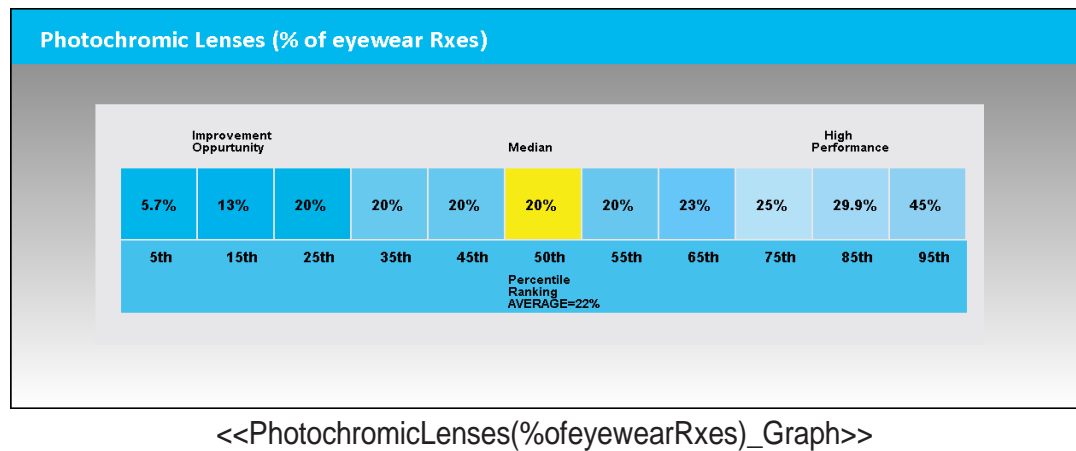 Photochromic Lenses (% of eyewear Rxes)
Improvement
Oppurtunity
Median
High
Performance
5.7% 13% 20% 20% 20% 20% 20% 23% 25% 29.9% 45%
5th 15th 25th 35th 45th 50th 55th 65th 75th 85th 95th
Percentile
Ranking
AVERAGE=22%
<<PhotochromicLenses(%ofeyewearRxes)_Graph>>